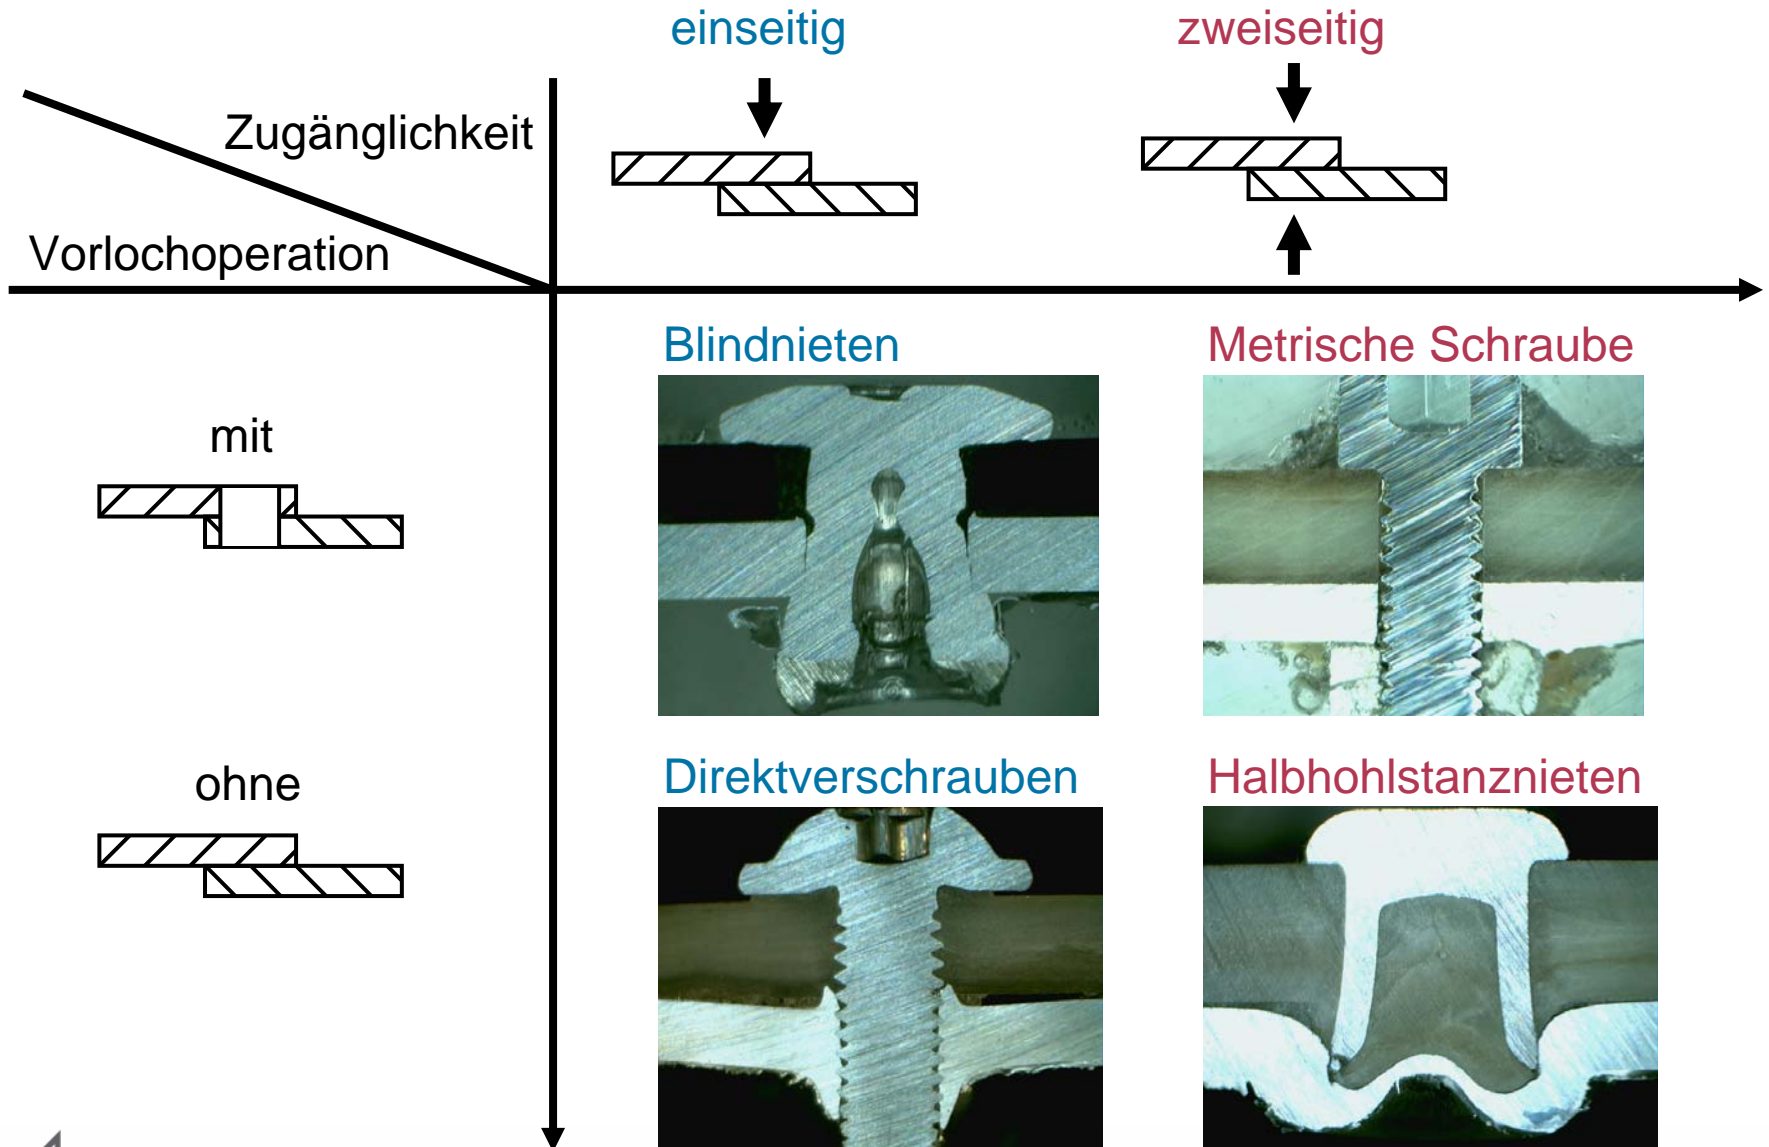 einseitig
zweiseitig
Zugänglichkeit
Vorlochoperation
Blindnieten
Metrische Schraube
mit
Direktverschrauben
Halbhohlstanznieten
ohne